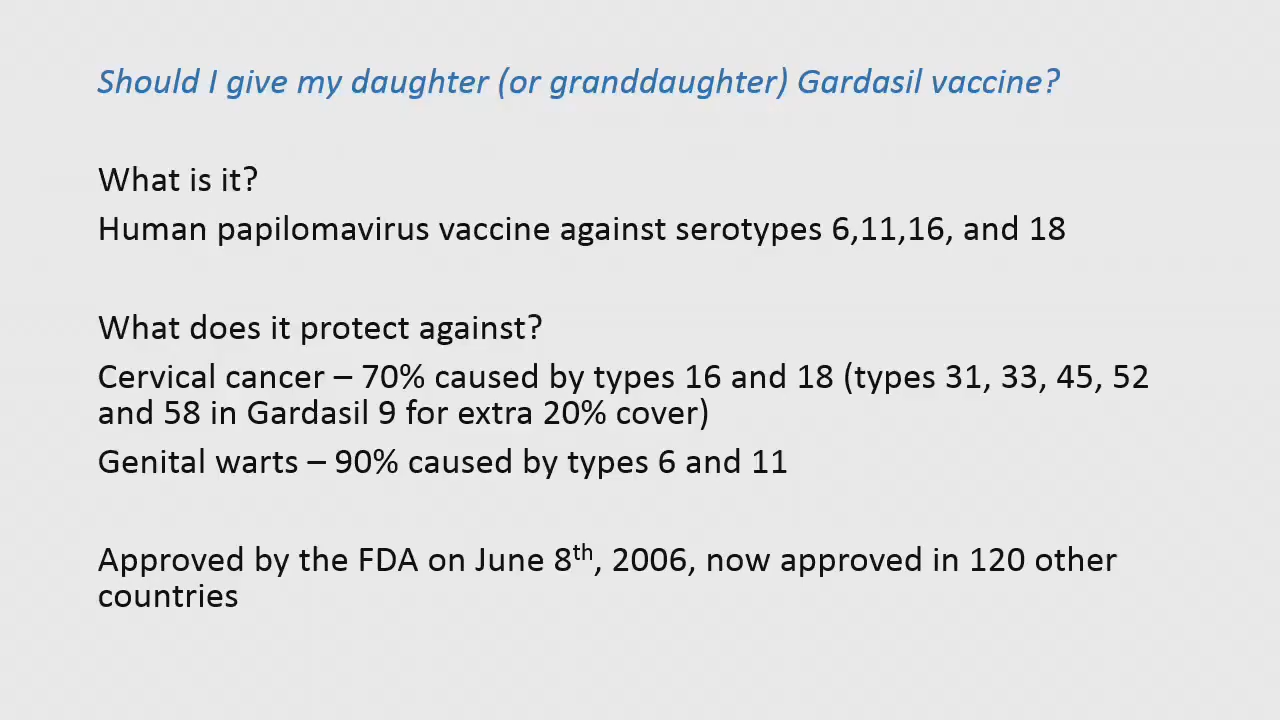 Should I give my daughter (or granddaughter) Gardasil vaccine?
What is it?
Human papilomavirus vaccine against serotypes 6,11,16, and 18
What does it protect against?
Cervical cancer – 70% caused by types 16 and 18 (types 31, 33, 45, 52
and 58 in Gardasil 9 for extra 20% cover)
Genital warts – 90% caused by types 6 and 11
Approved by the FDA on June 8th, 2006, now approved in 120 other
countries